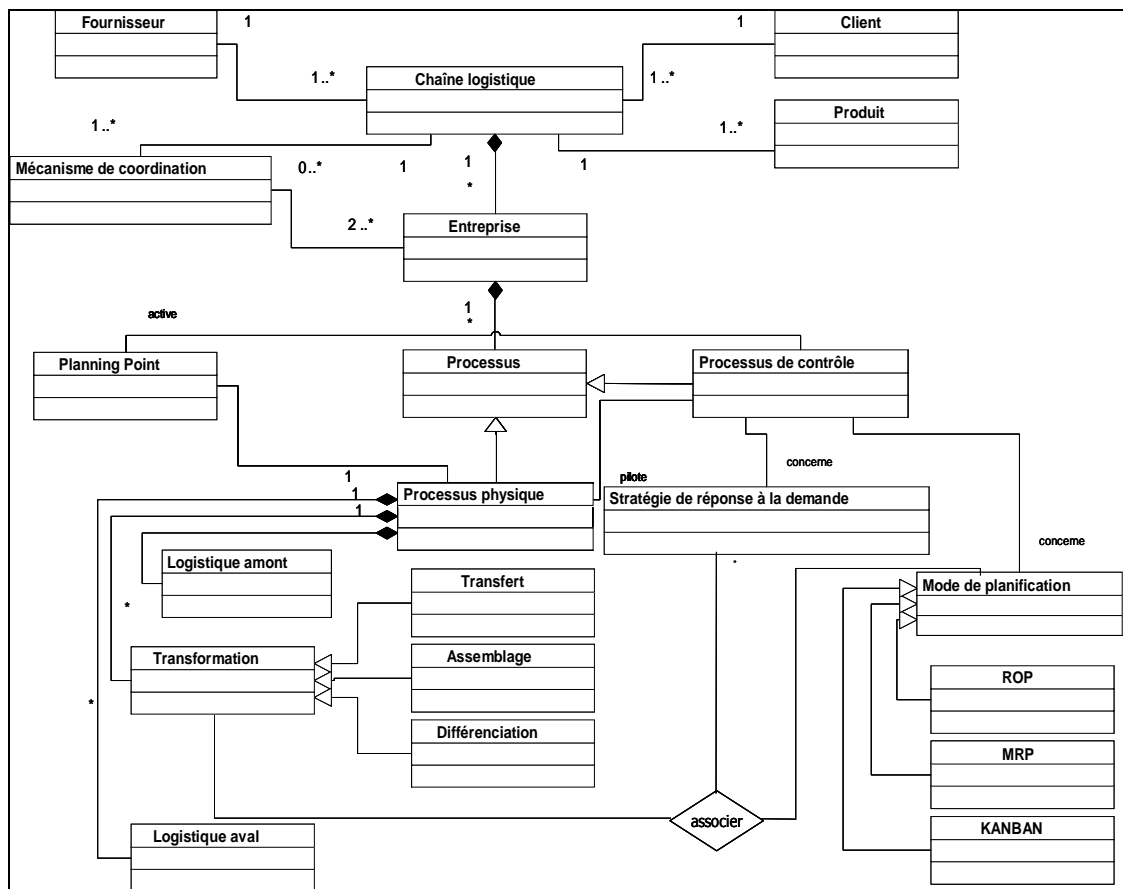 Fournisseur
1
1
Client
Chaîne logistique
1 ..*
1 ..*
Produit
1 ..*
1 ..*
Mécanisme de coordination
0..*
1
1
*
1
2 ..*
Entreprise
active
1
*
Planning Point
Processus
Processus de contrôle
concerne
pilote
1
1
1
Processus physique
Stratégie de réponse à la demande
concerne
*
Logistique amont
Transfert
Mode de planification
*
Transformation
Assemblage
ROP
*
Différenciation
MRP
associer
Logistique aval
KANBAN